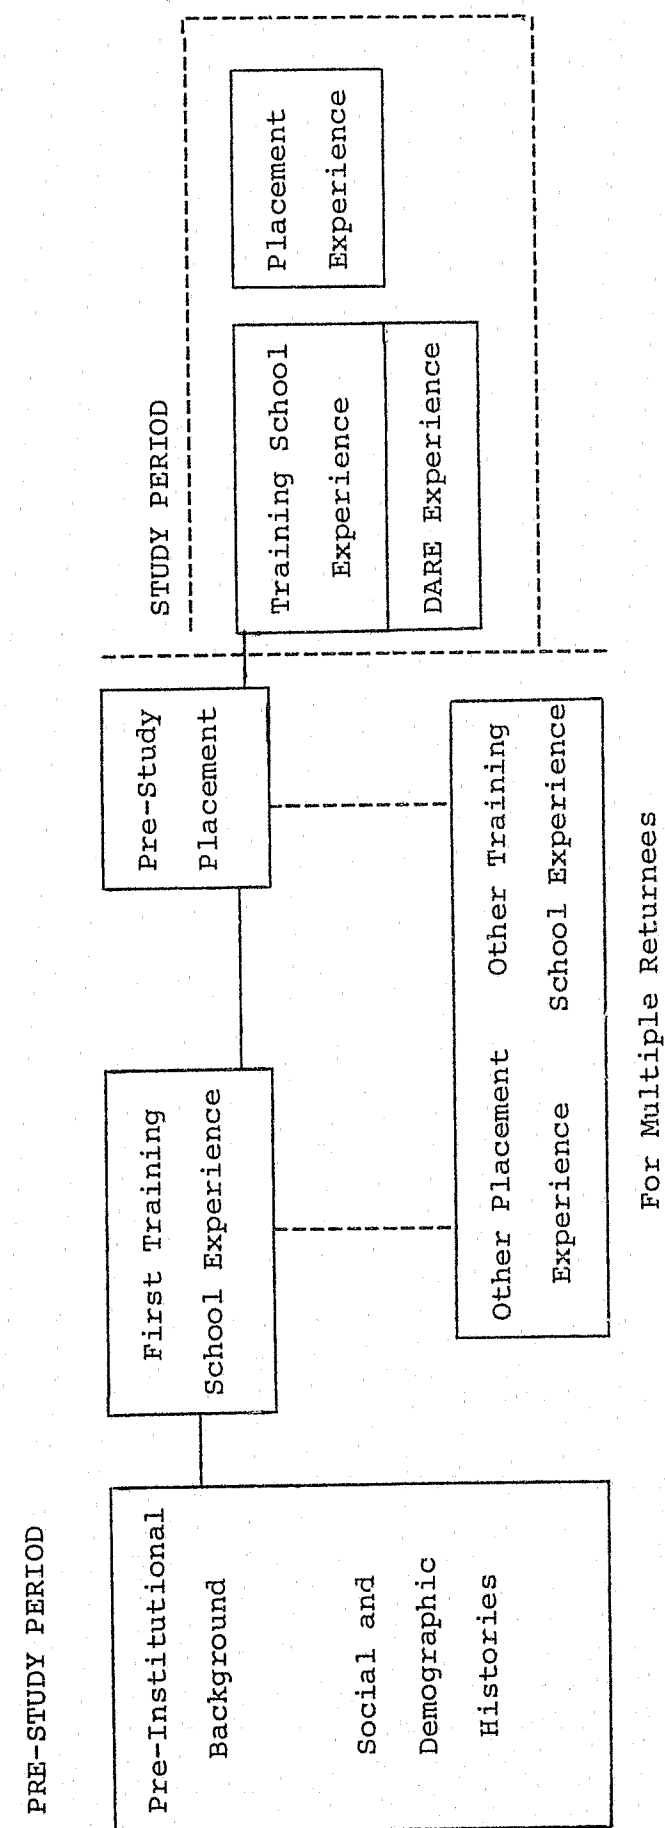 PRE-STUDY PERIOD
Pre-Institutional
Background
Social and
Demographic
Histories
First Training
School Experience
Pre-Study
Placement
Other Placement
Experience
Other Training
School Experience
For Multiple Returnees
STUDY PERIOD
Training School
Experience
DARE Experience
Placement
Experience